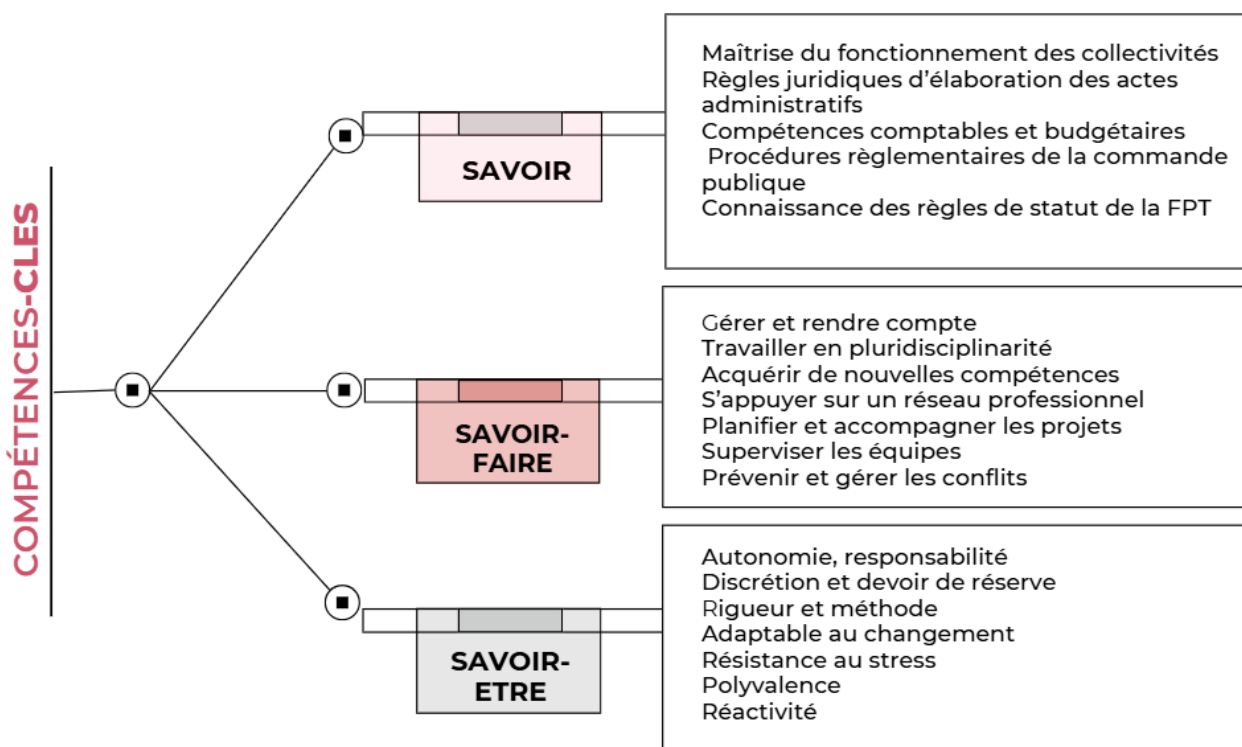 COMPÉTENCES-CLES
SAVOIR
Maîtrise du fonctionnement des collectivités
Règles juridiques d'élaboration des actes
administratifs
Compétences comptables et budgétaires
Procédures règlementaires de la commande
publique
Connaissance des règles de statut de la FPT
SAVOIR-
FAIRE
Gérer et rendre compte
Travailler en pluridisciplinarité
Acquérir de nouvelles compétences
S'appuyer sur un réseau professionnel
Planifier et accompagner les projets
Superviser les équipes
Prévenir et gérer les conflits
SAVOIR-
ETRE
Autonomie, responsabilité
Discrétion et devoir de réserve
Rigueur et méthode
Adaptable au changement
Résistance au stress
Polyvalence
Réactivité